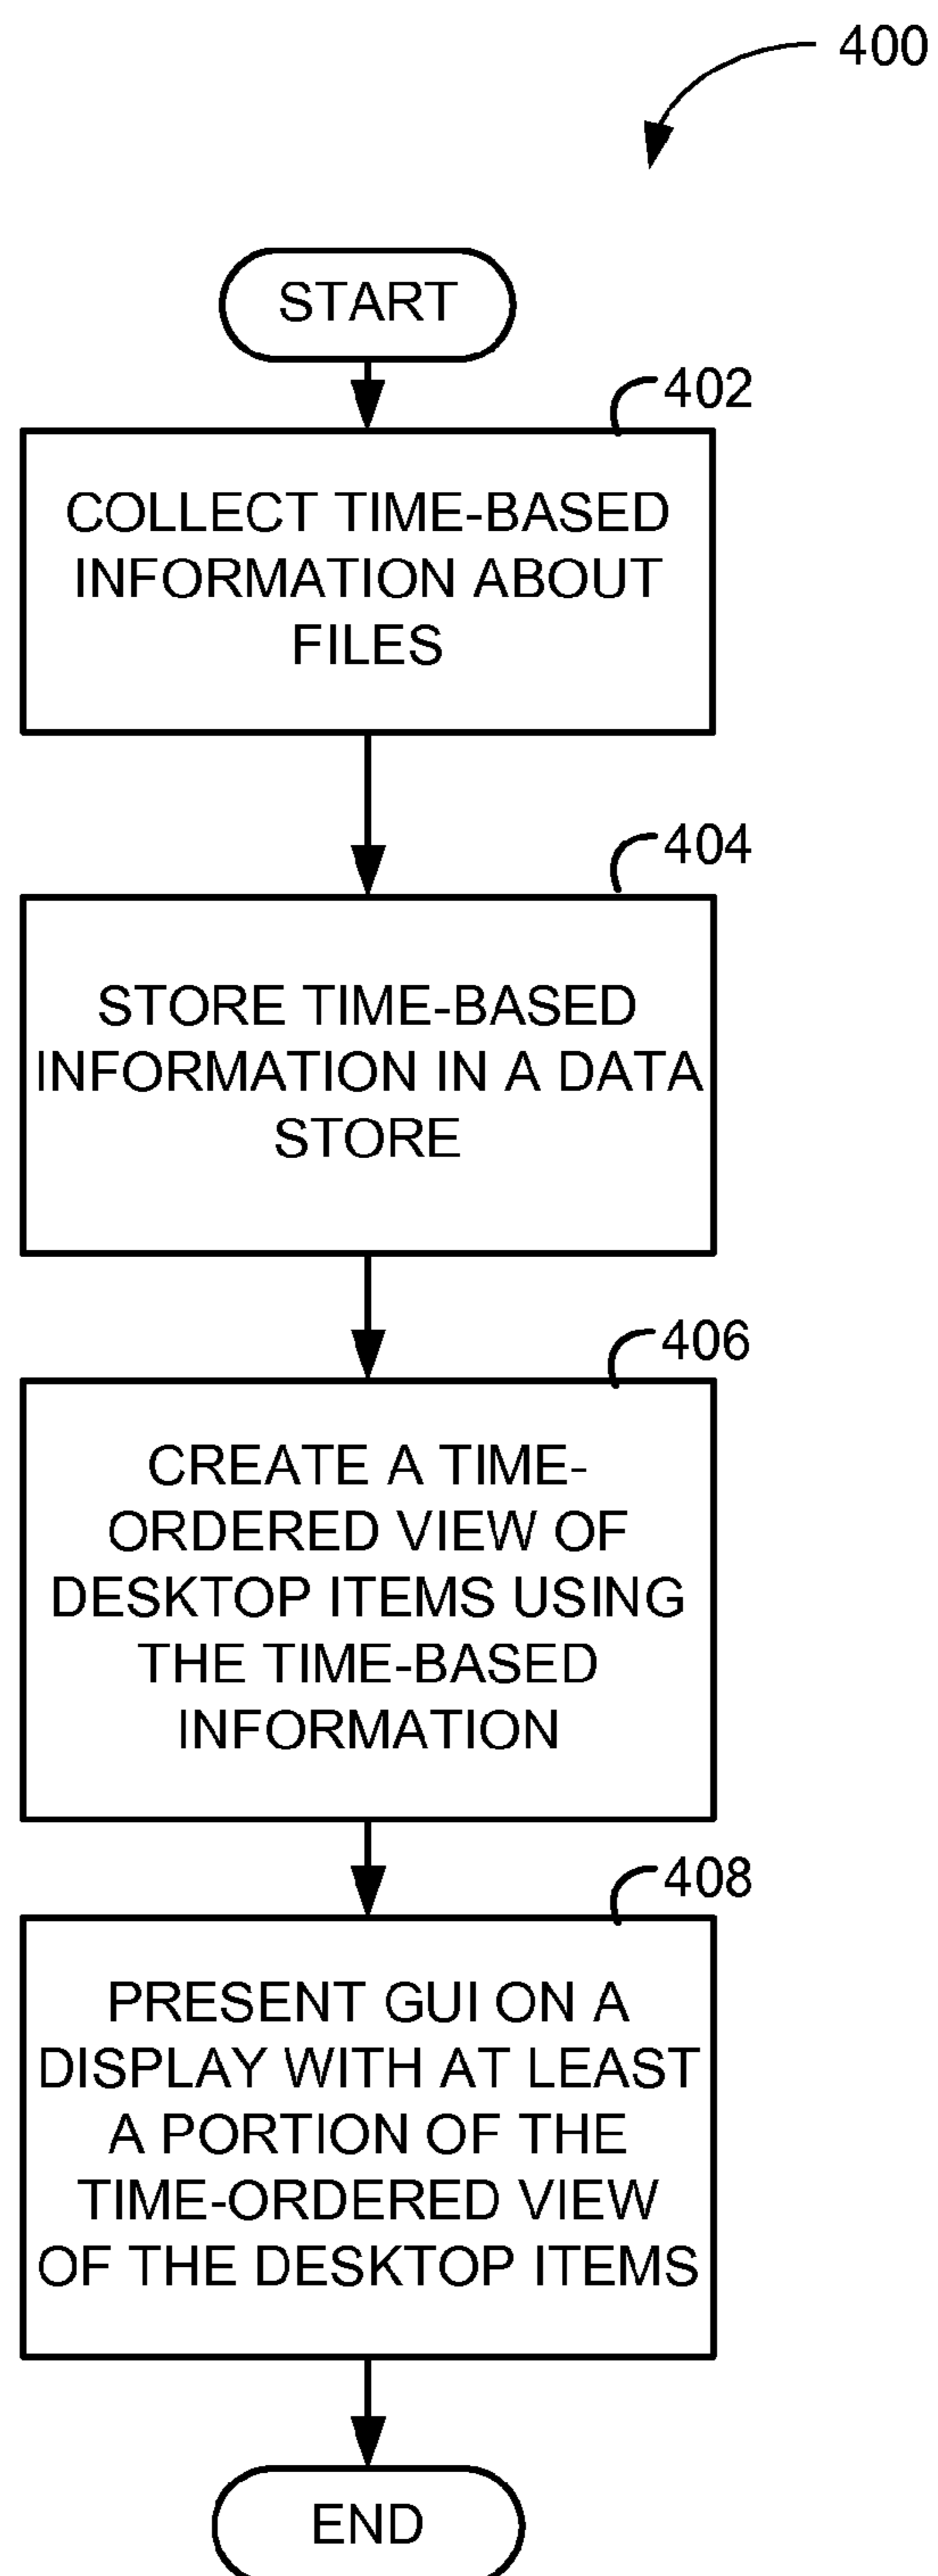 400
START
402
COLLECT TIME-BASED
INFORMATION ABOUT
FILES
404
STORE TIME-BASED
INFORMATION IN A DATA
STORE
406
CREATE A TIME-
ORDERED VIEW OF
DESKTOP ITEMS USING
THE TIME-BASED
INFORMATION
408
PRESENT GUI ON A
DISPLAY WITH AT LEAST
A PORTION OF THE
TIME-ORDERED VIEW
OF THE DESKTOP ITEMS
END